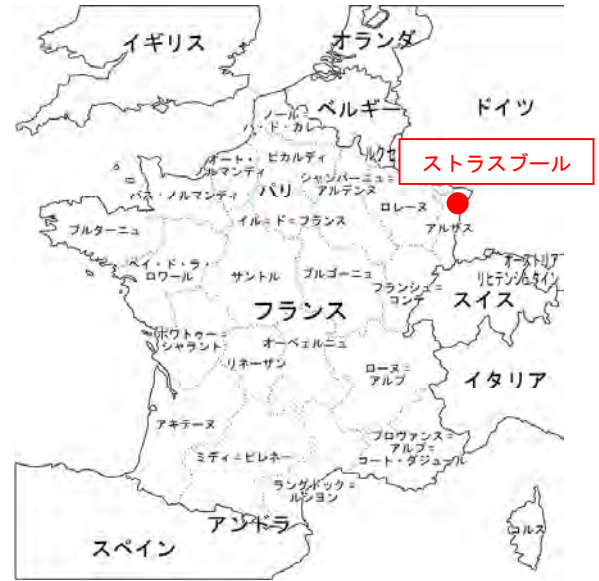 イギリス
オランダ
ベルギー
ドイツ
ノール=
パ・ド・カレー
ルクセ
ストラスブール
オート・
ルマンディ
ピカルディ
シャンパーニュ=
アルデンヌ
バス・ノルマンディ
パリ
ロレーヌ
アルザス
イル=ド=フランス
ブルターニュ
ペイ・ド・ラ・
ロワール
サントル
ブルゴーニュ
フランシュ=
コンテ
オーストリア
リヒテンシュタイン
スイス
フランス
ポワトゥー=
シャラント
オーベェルニュ
リネーザン
ローヌ=
アルプ
イタリア
アキテーヌ
ミディ=ピレネー
プロヴァンス=
アルプ=
コート・ダジュール
ラングドック=
ルシヨン
アンドラ
スペイン
コルス